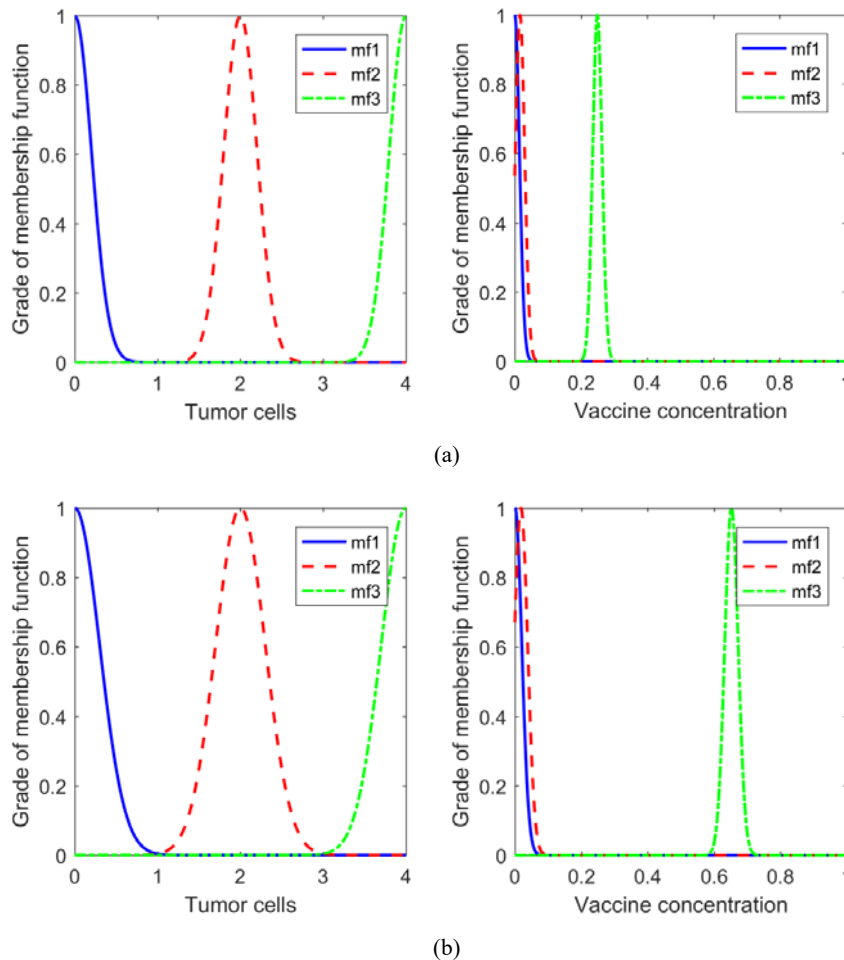 Grade of membership function
1
0.8
0.6
0.4
0.2
0
mf1
mf2
mf3
0 1 2 3 4
Tumor cells
Grade of membership function
1
0.8
0.6
0.4
0.2
0
mf1
mf2
mf3
0 0.2 0.4 0.6 0.8 1
Vaccine concentration
(a)
Grade of membership function
1
0.8
0.6
0.4
0.2
0
mf1
mf2
mf3
0 1 2 3 4
Tumor cells
Grade of membership function
1
0.8
0.6
0.4
0.2
0
mf1
mf2
mf3
0 0.2 0.4 0.6 0.8 1
Vaccine concentration
(b)